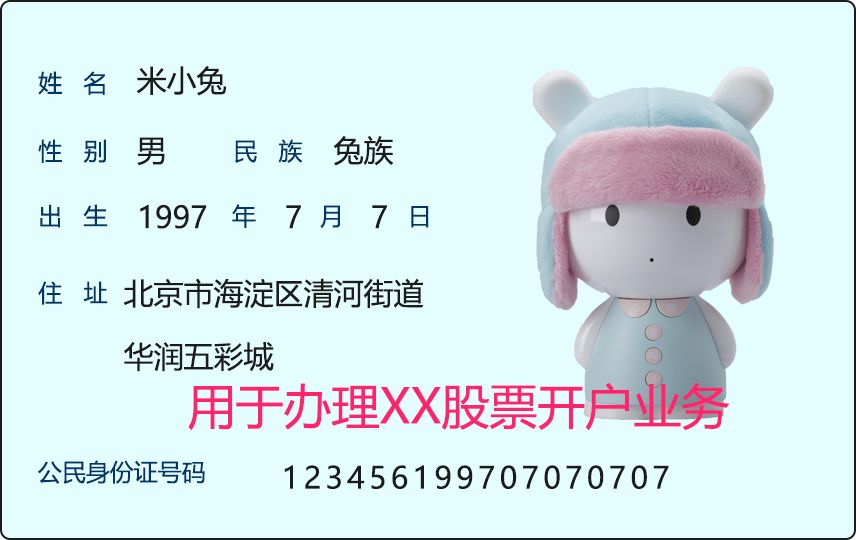 姓 名 米小兔
性 别 男 民 族 兔族
出 生 1997 年 7 月 7 日
住 址 北京市海淀区清河街道
华润五彩城
用于办理XX股票开户业务
公民身份证号码 123456199707070707